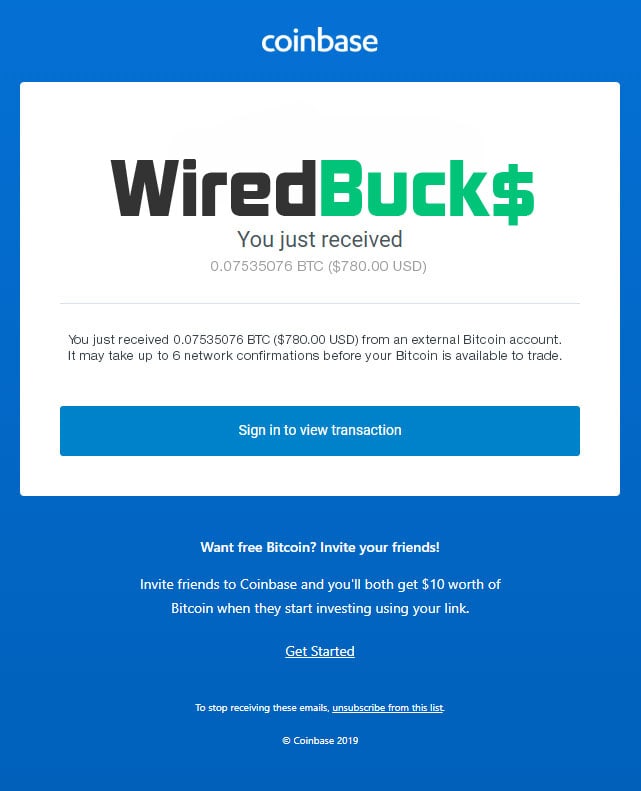 coinbase
WiredBuck$
You just received
0.07535076 BTC ($780.00 USD)
You just received 0.07535076 BTC ($780.00 USD) from an external Bitcoin account.
It may take up to 6 network confirmations before your Bitcoin is available to trade.
Sign in to view transaction
Want free Bitcoin? Invite your friends!
Invite friends to Coinbase and you'll both get $10 worth of
Bitcoin when they start investing using your link.
Get Started
To stop receiving these emails, unsubscribe from this list.
© Coinbase 2019